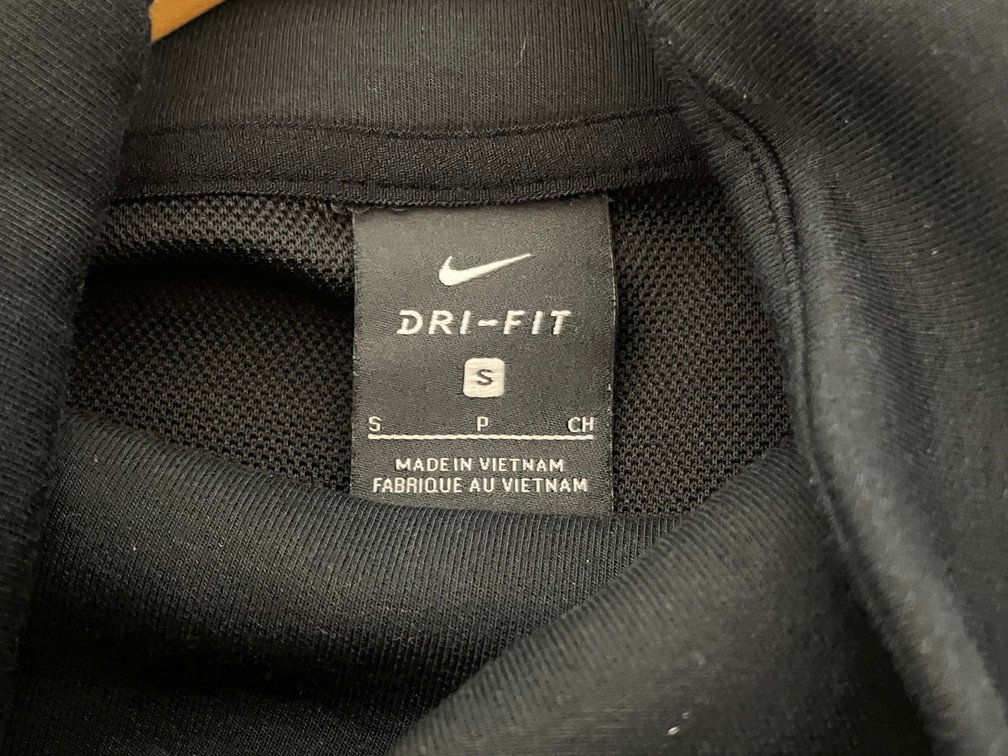 DRI-FIT
S
S P CH
MADE IN VIETNAM
FABRIQUE AU VIETNAM